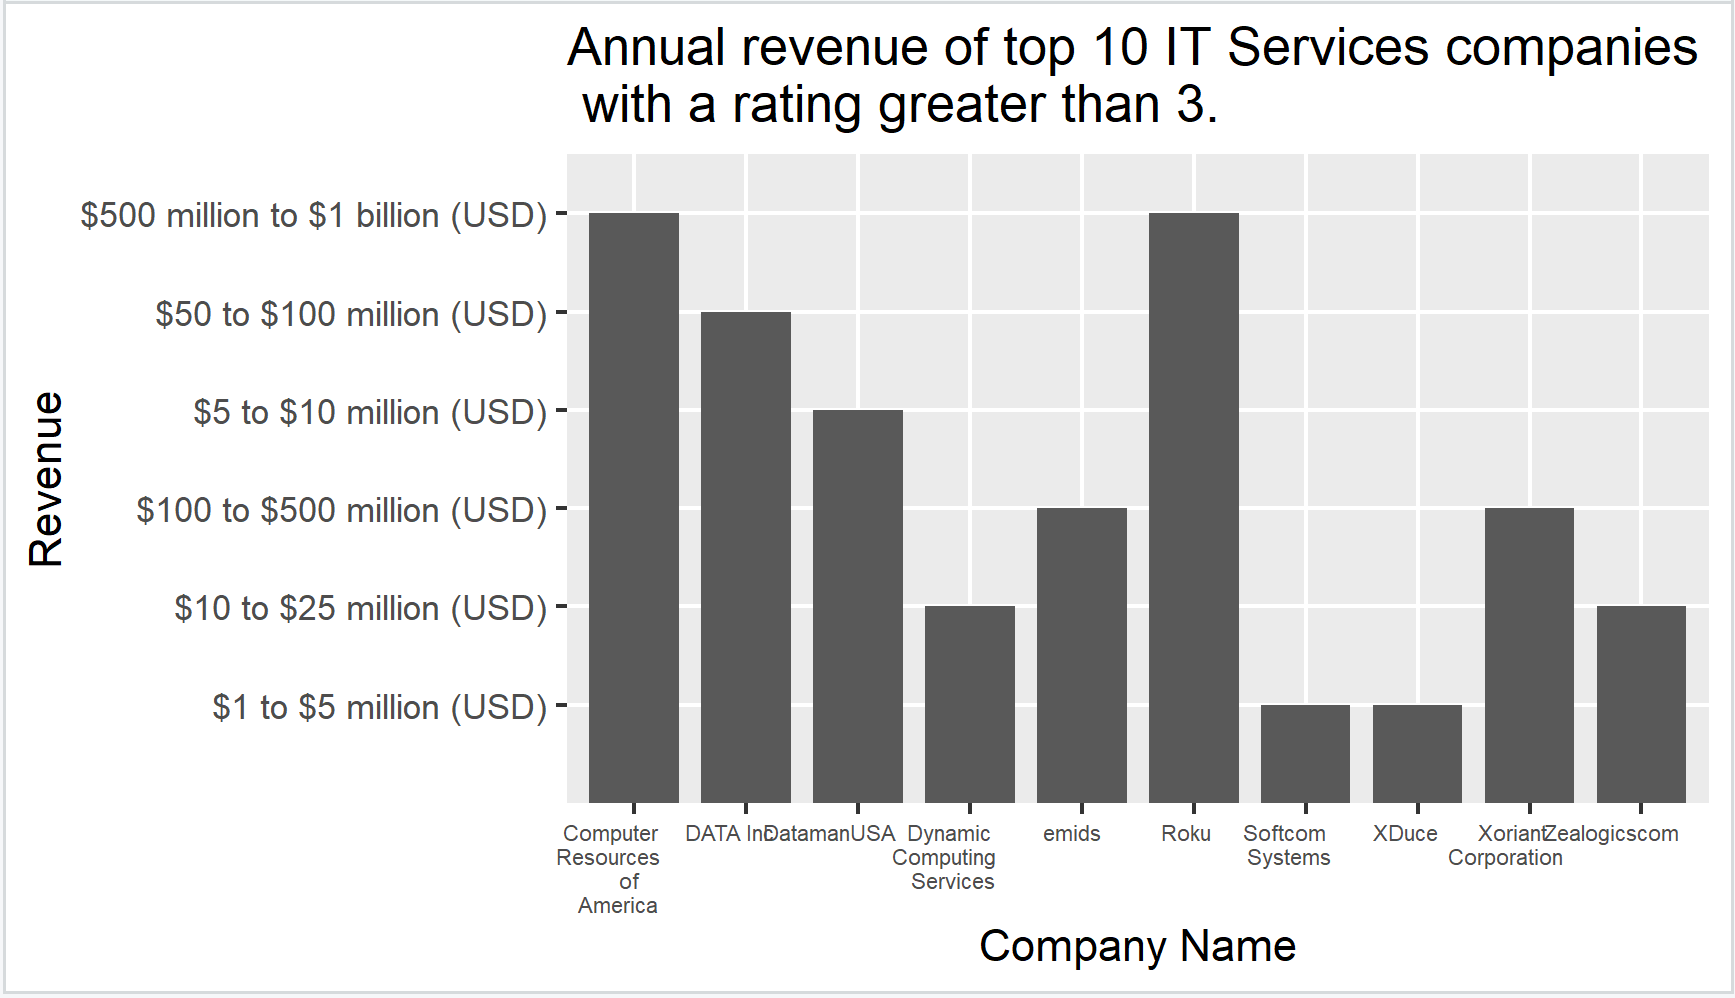 Annual revenue of top 10 IT Services companies
with a rating greater than 3.
Revenue
$500 million to $1 billion (USD)
$50 to $100 million (USD)
$5 to $10 million (USD)
$100 to $500 million (USD)
$10 to $25 million (USD)
$1 to $5 million (USD)
Computer
Resources
of
America
DATA Inc
DatamanUSA
Dynamic
Computing
Services
emids
Roku
Softcom
Systems
XDuce
Xoriant
Corporation
Zealogicscom
Company Name